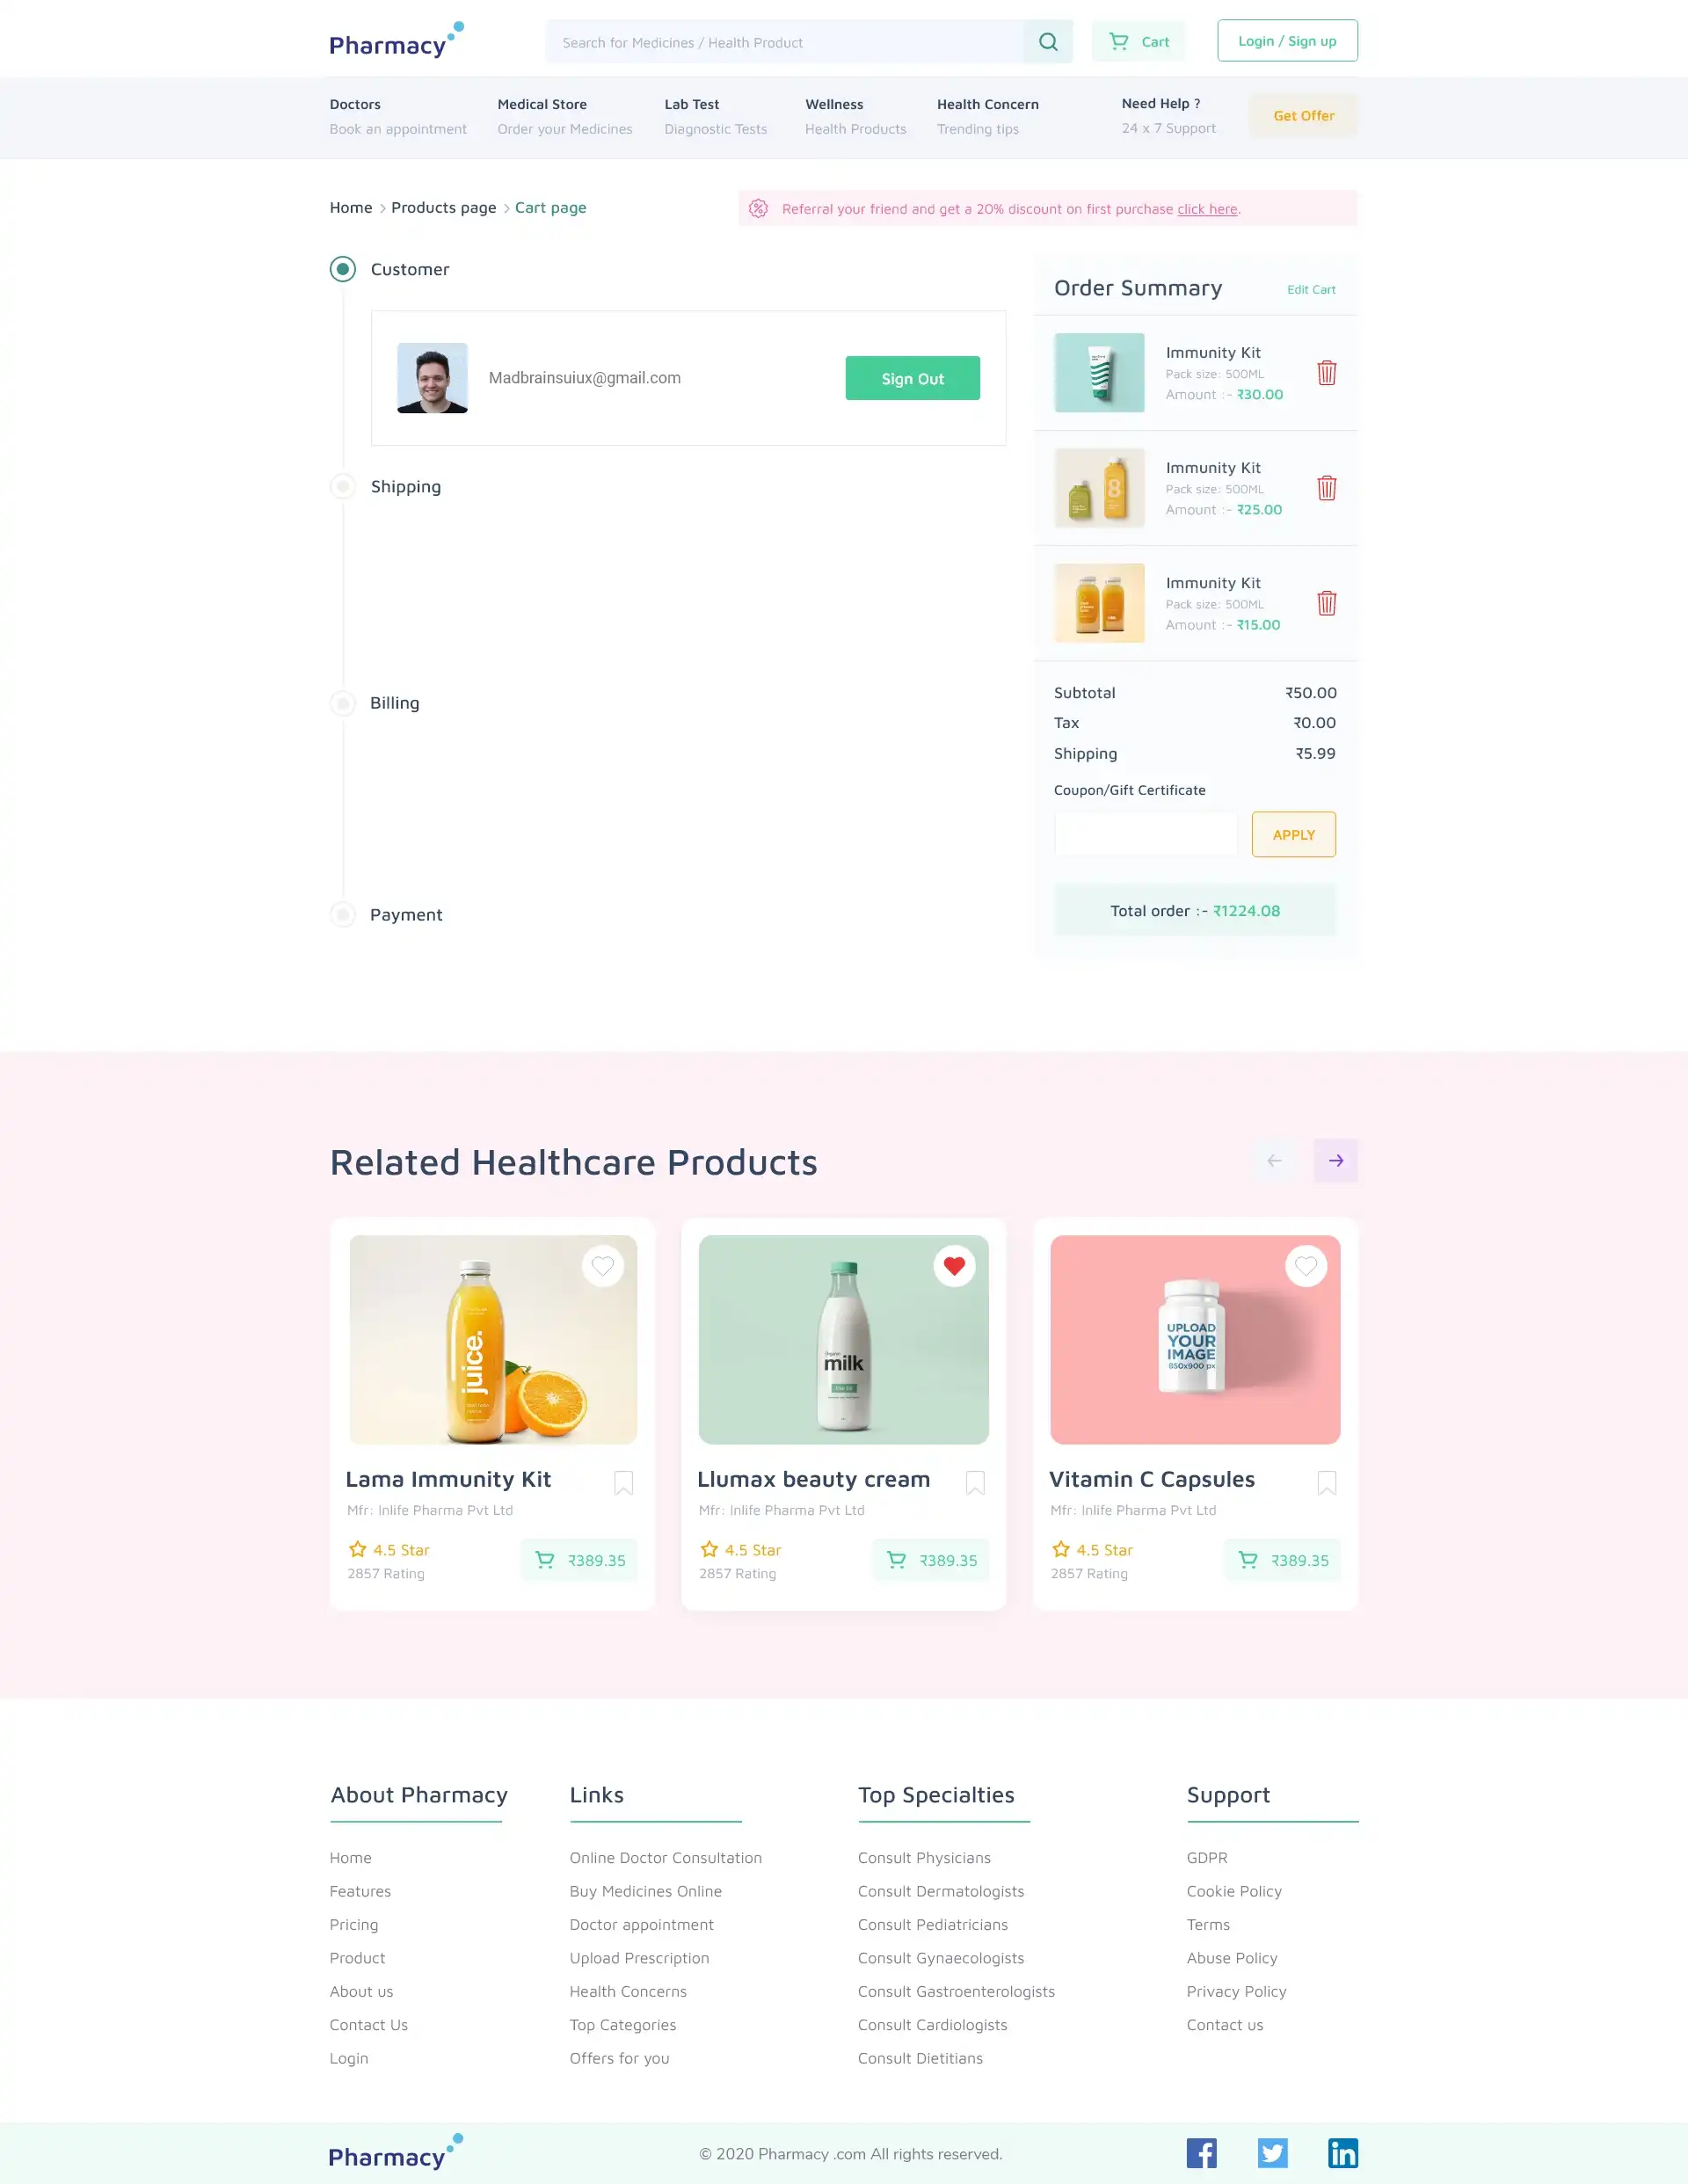 Pharmacy
Search for Medicines / Health Product
Cart
Login / Sign up
Doctors
Book an appointment
Medical Store
Order your Medicines
Lab Test
Diagnostic Tests
Wellness
Health Products
Health Concern
Trending tips
Need Help ?
24 x 7 Support
Get Offer
Home > Products page > Cart page
Referral your friend and get a 20% discount on first purchase click here.
Customer
Madbrainsuiux@gmail.com
Sign Out
Shipping
Billing
Payment
Order Summary
Edit Cart
Immunity Kit
Pack size: 500ML
Amount :- ₹30.00
8
Immunity Kit
Pack size: 500ML
Amount :- ₹25.00
Immunity Kit
Pack size: 500ML
Amount :- ₹15.00
Subtotal ₹50.00
Tax ₹0.00
Shipping ₹5.99
Coupon/Gift Certificate
APPLY
Total order :- ₹1224.08
Related Healthcare Products
juice.
Lama Immunity Kit
Mfr: Inlife Pharma Pvt Ltd
4.5 Star
2857 Rating
₹389.35
Organic
milk
Llumax beauty cream
Mfr: Inlife Pharma Pvt Ltd
4.5 Star
2857 Rating
₹389.35
UPLOAD
YOUR
IMAGE
850x900 px
Vitamin C Capsules
Mfr: Inlife Pharma Pvt Ltd
4.5 Star
2857 Rating
₹389.35
About Pharmacy
Home
Features
Pricing
Product
About us
Contact Us
Login
Links
Online Doctor Consultation
Buy Medicines Online
Doctor appointment
Upload Prescription
Health Concerns
Top Categories
Offers for you
Top Specialties
Consult Physicians
Consult Dermatologists
Consult Pediatricians
Consult Gynaecologists
Consult Gastroenterologists
Consult Cardiologists
Consult Dietitians
Support
GDPR
Cookie Policy
Terms
Abuse Policy
Privacy Policy
Contact us
Pharmacy
© 2020 Pharmacy .com All rights reserved.
f
in